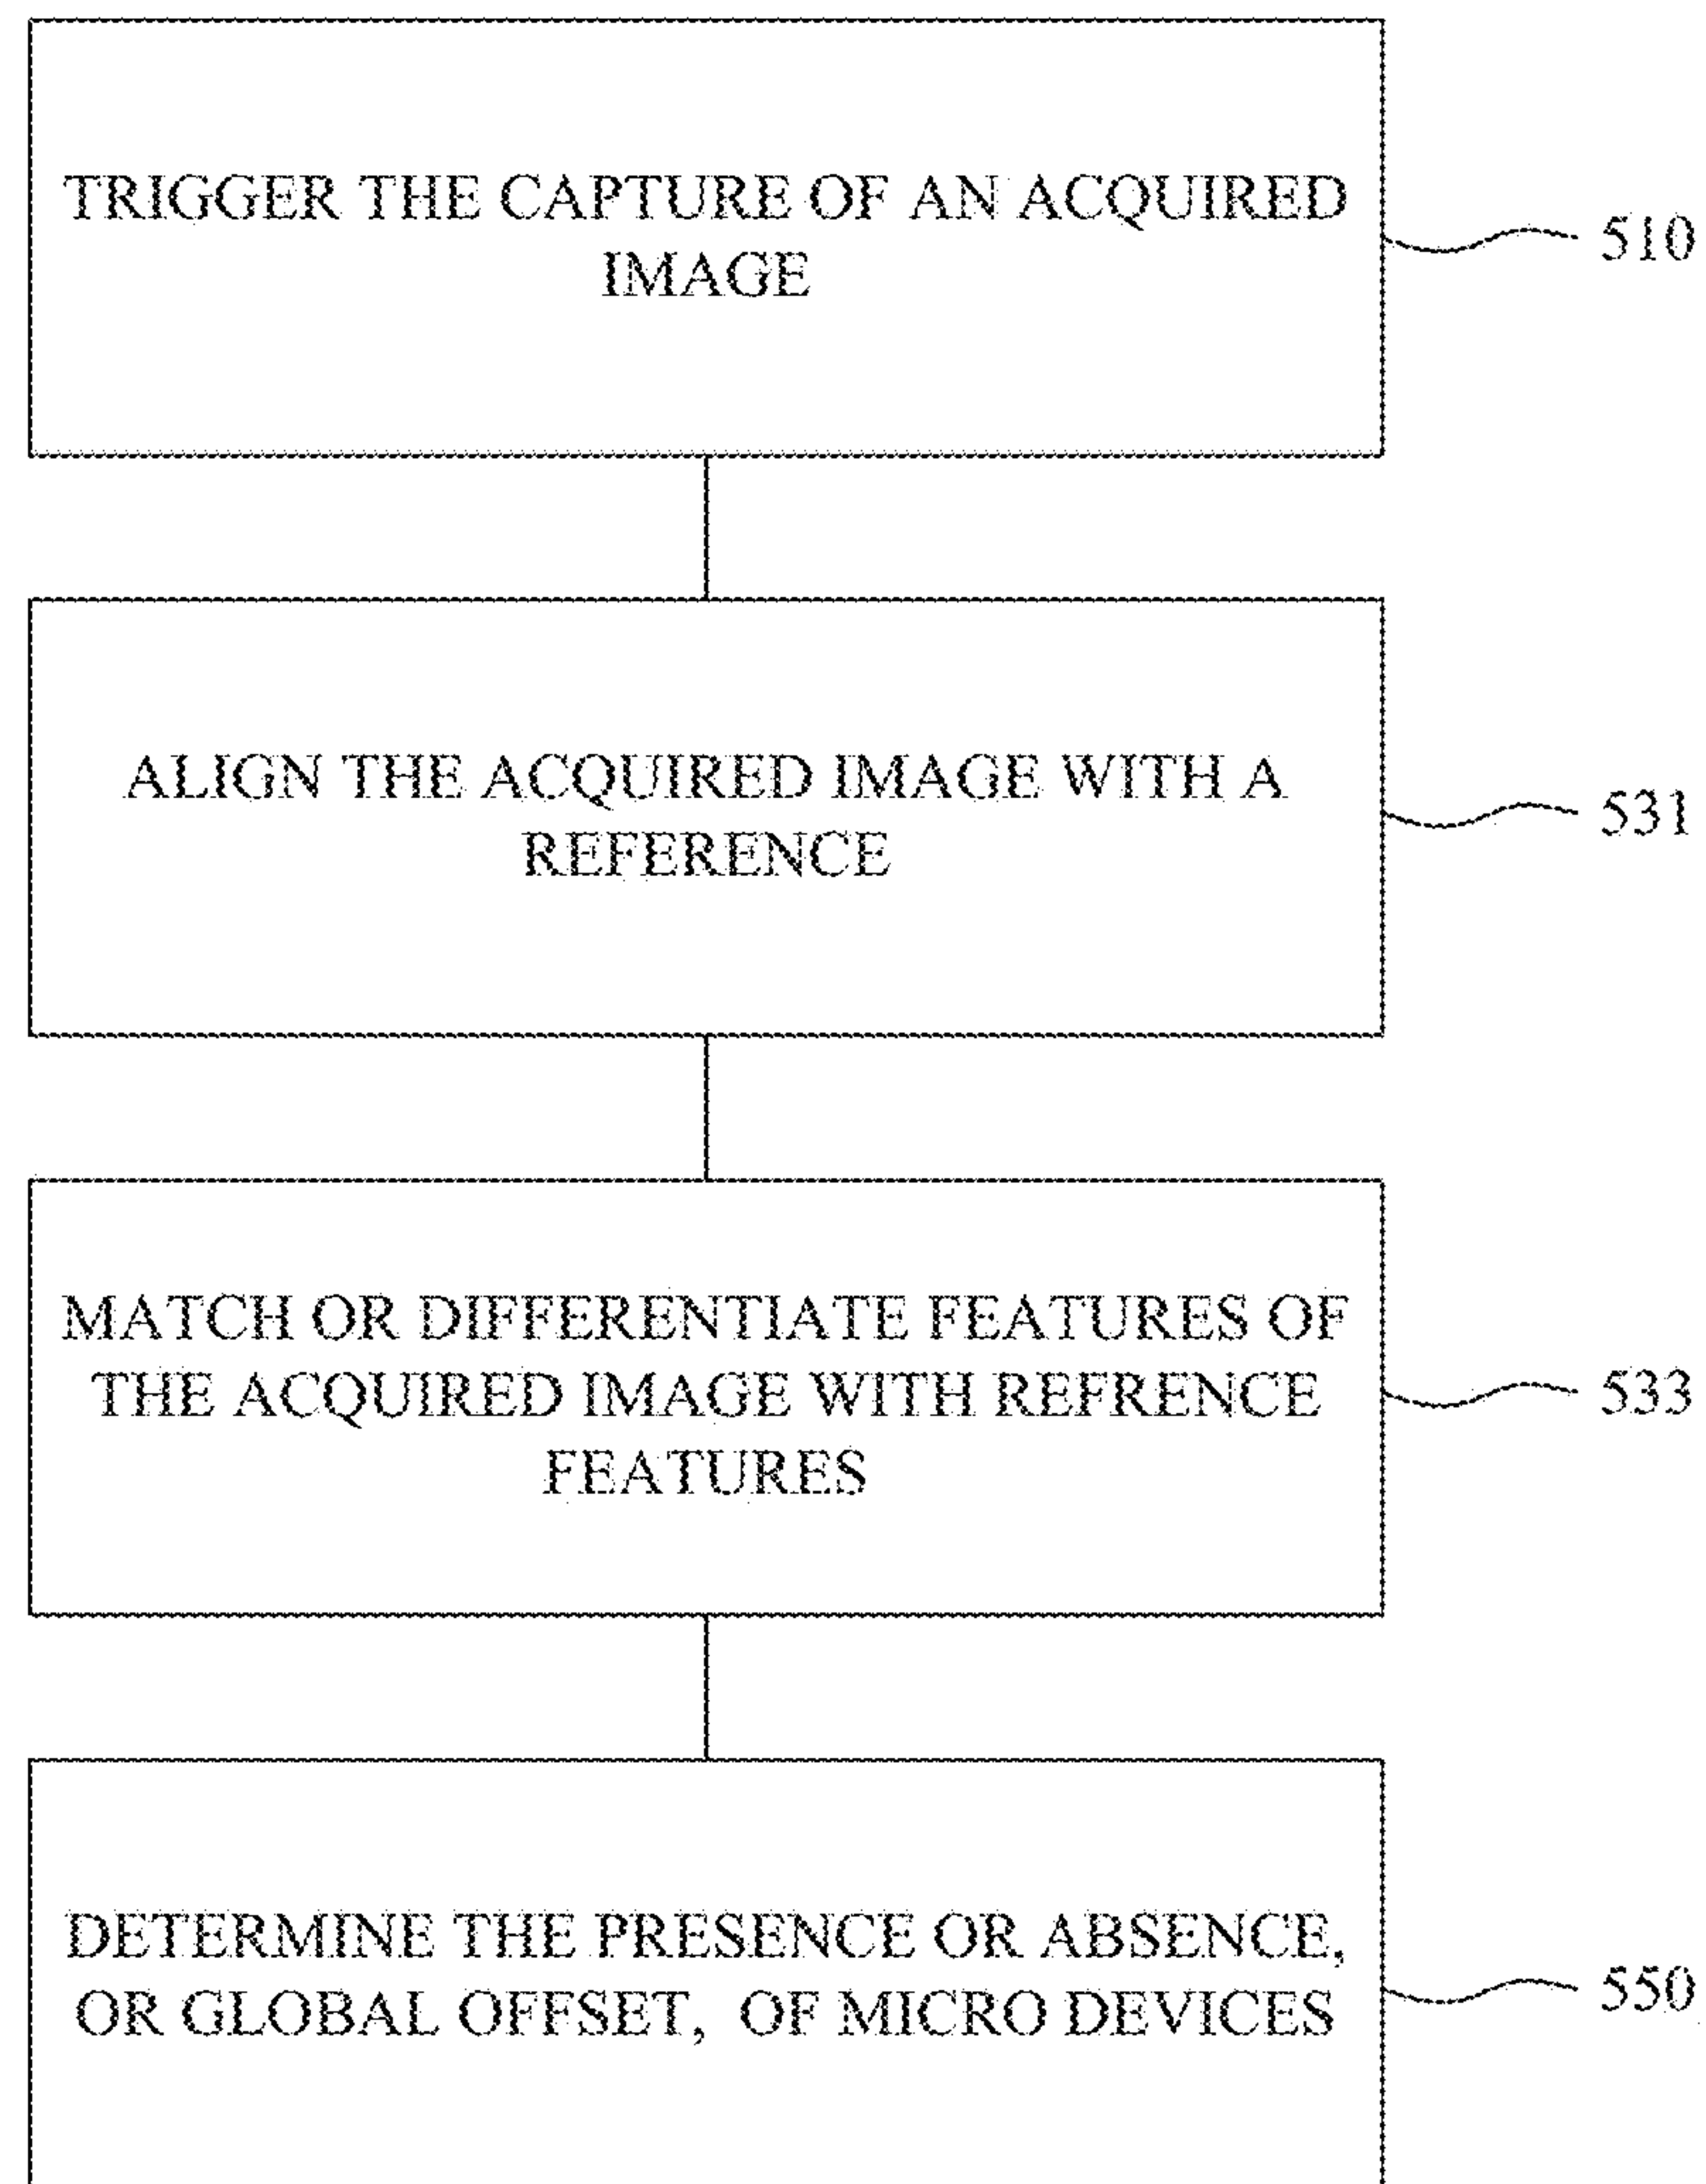 TRIGGER THE CAPTURE OF AN ACQUIRED
IMAGE
510
ALIGN THE ACQUIRED IMAGE WITH A
REFERENCE
531
MATCH OR DIFFERENTIATE FEATURES OF
THE ACQUIRED IMAGE WITH REFRENCE
FEATURES
533
DETERMINE THE PRESENCE OR ABSENCE,
OR GLOBAL OFFSET, OF MICRO DEVICES
550